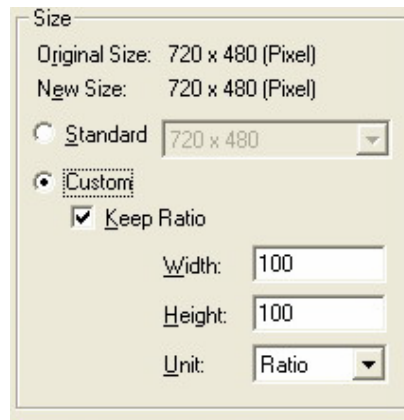 Size
Original Size: 720 x 480 (Pixel)
New Size: 720 x 480 (Pixel)
Standard 720 x 480
Custom
Keep Ratio
Width: 100
Height: 100
Unit: Ratio